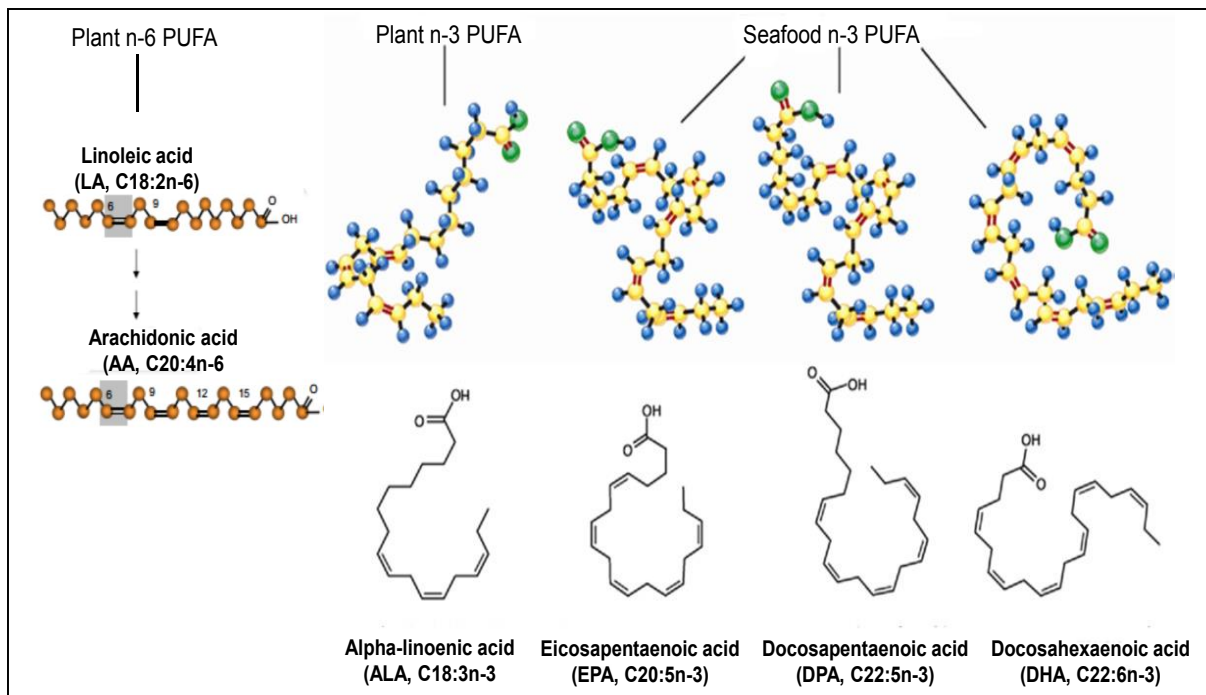 Plant n-6 PUFA
Plant n-3 PUFA
Seafood n-3 PUFA
Linoleic acid
(LA, C18:2n-6)
6
9
O
OH
Arachidonic acid
(AA, C20:4n-6
6
9
12
15
O
O
OH
OH
O
O
OH
OH
O
Alpha-linoenic acid
(ALA, C18:3n-3
Eicosapentaenoic acid
(EPA, C20:5n-3)
Docosapentaenoic acid
(DPA, C22:5n-3)
Docosahexaenoic acid
(DHA, C22:6n-3)